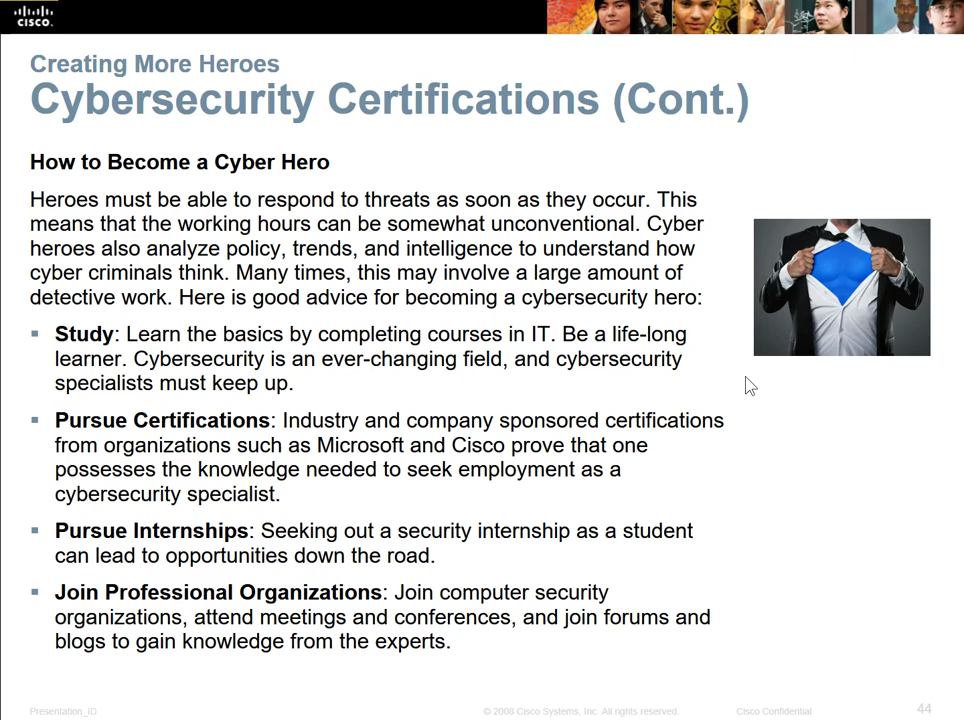 CISCO.
Creating More Heroes
Cybersecurity Certifications (Cont.)
How to Become a Cyber Hero
Heroes must be able to respond to threats as soon as they occur. This
means that the working hours can be somewhat unconventional. Cyber
heroes also analyze policy, trends, and intelligence to understand how
cyber criminals think. Many times, this may involve a large amount of
detective work. Here is good advice for becoming a cybersecurity hero:
▪ Study: Learn the basics by completing courses in IT. Be a life-long
learner. Cybersecurity is an ever-changing field, and cybersecurity
specialists must keep up.
▪ Pursue Certifications: Industry and company sponsored certifications
from organizations such as Microsoft and Cisco prove that one
possesses the knowledge needed to seek employment as a
cybersecurity specialist.
▪ Pursue Internships: Seeking out a security internship as a student
can lead to opportunities down the road.
▪ Join Professional Organizations: Join computer security
organizations, attend meetings and conferences, and join forums and
blogs to gain knowledge from the experts.
Presentation_ID
© 2008 Cisco Systems, Inc. All rights reserved.
Cisco Confidential
44